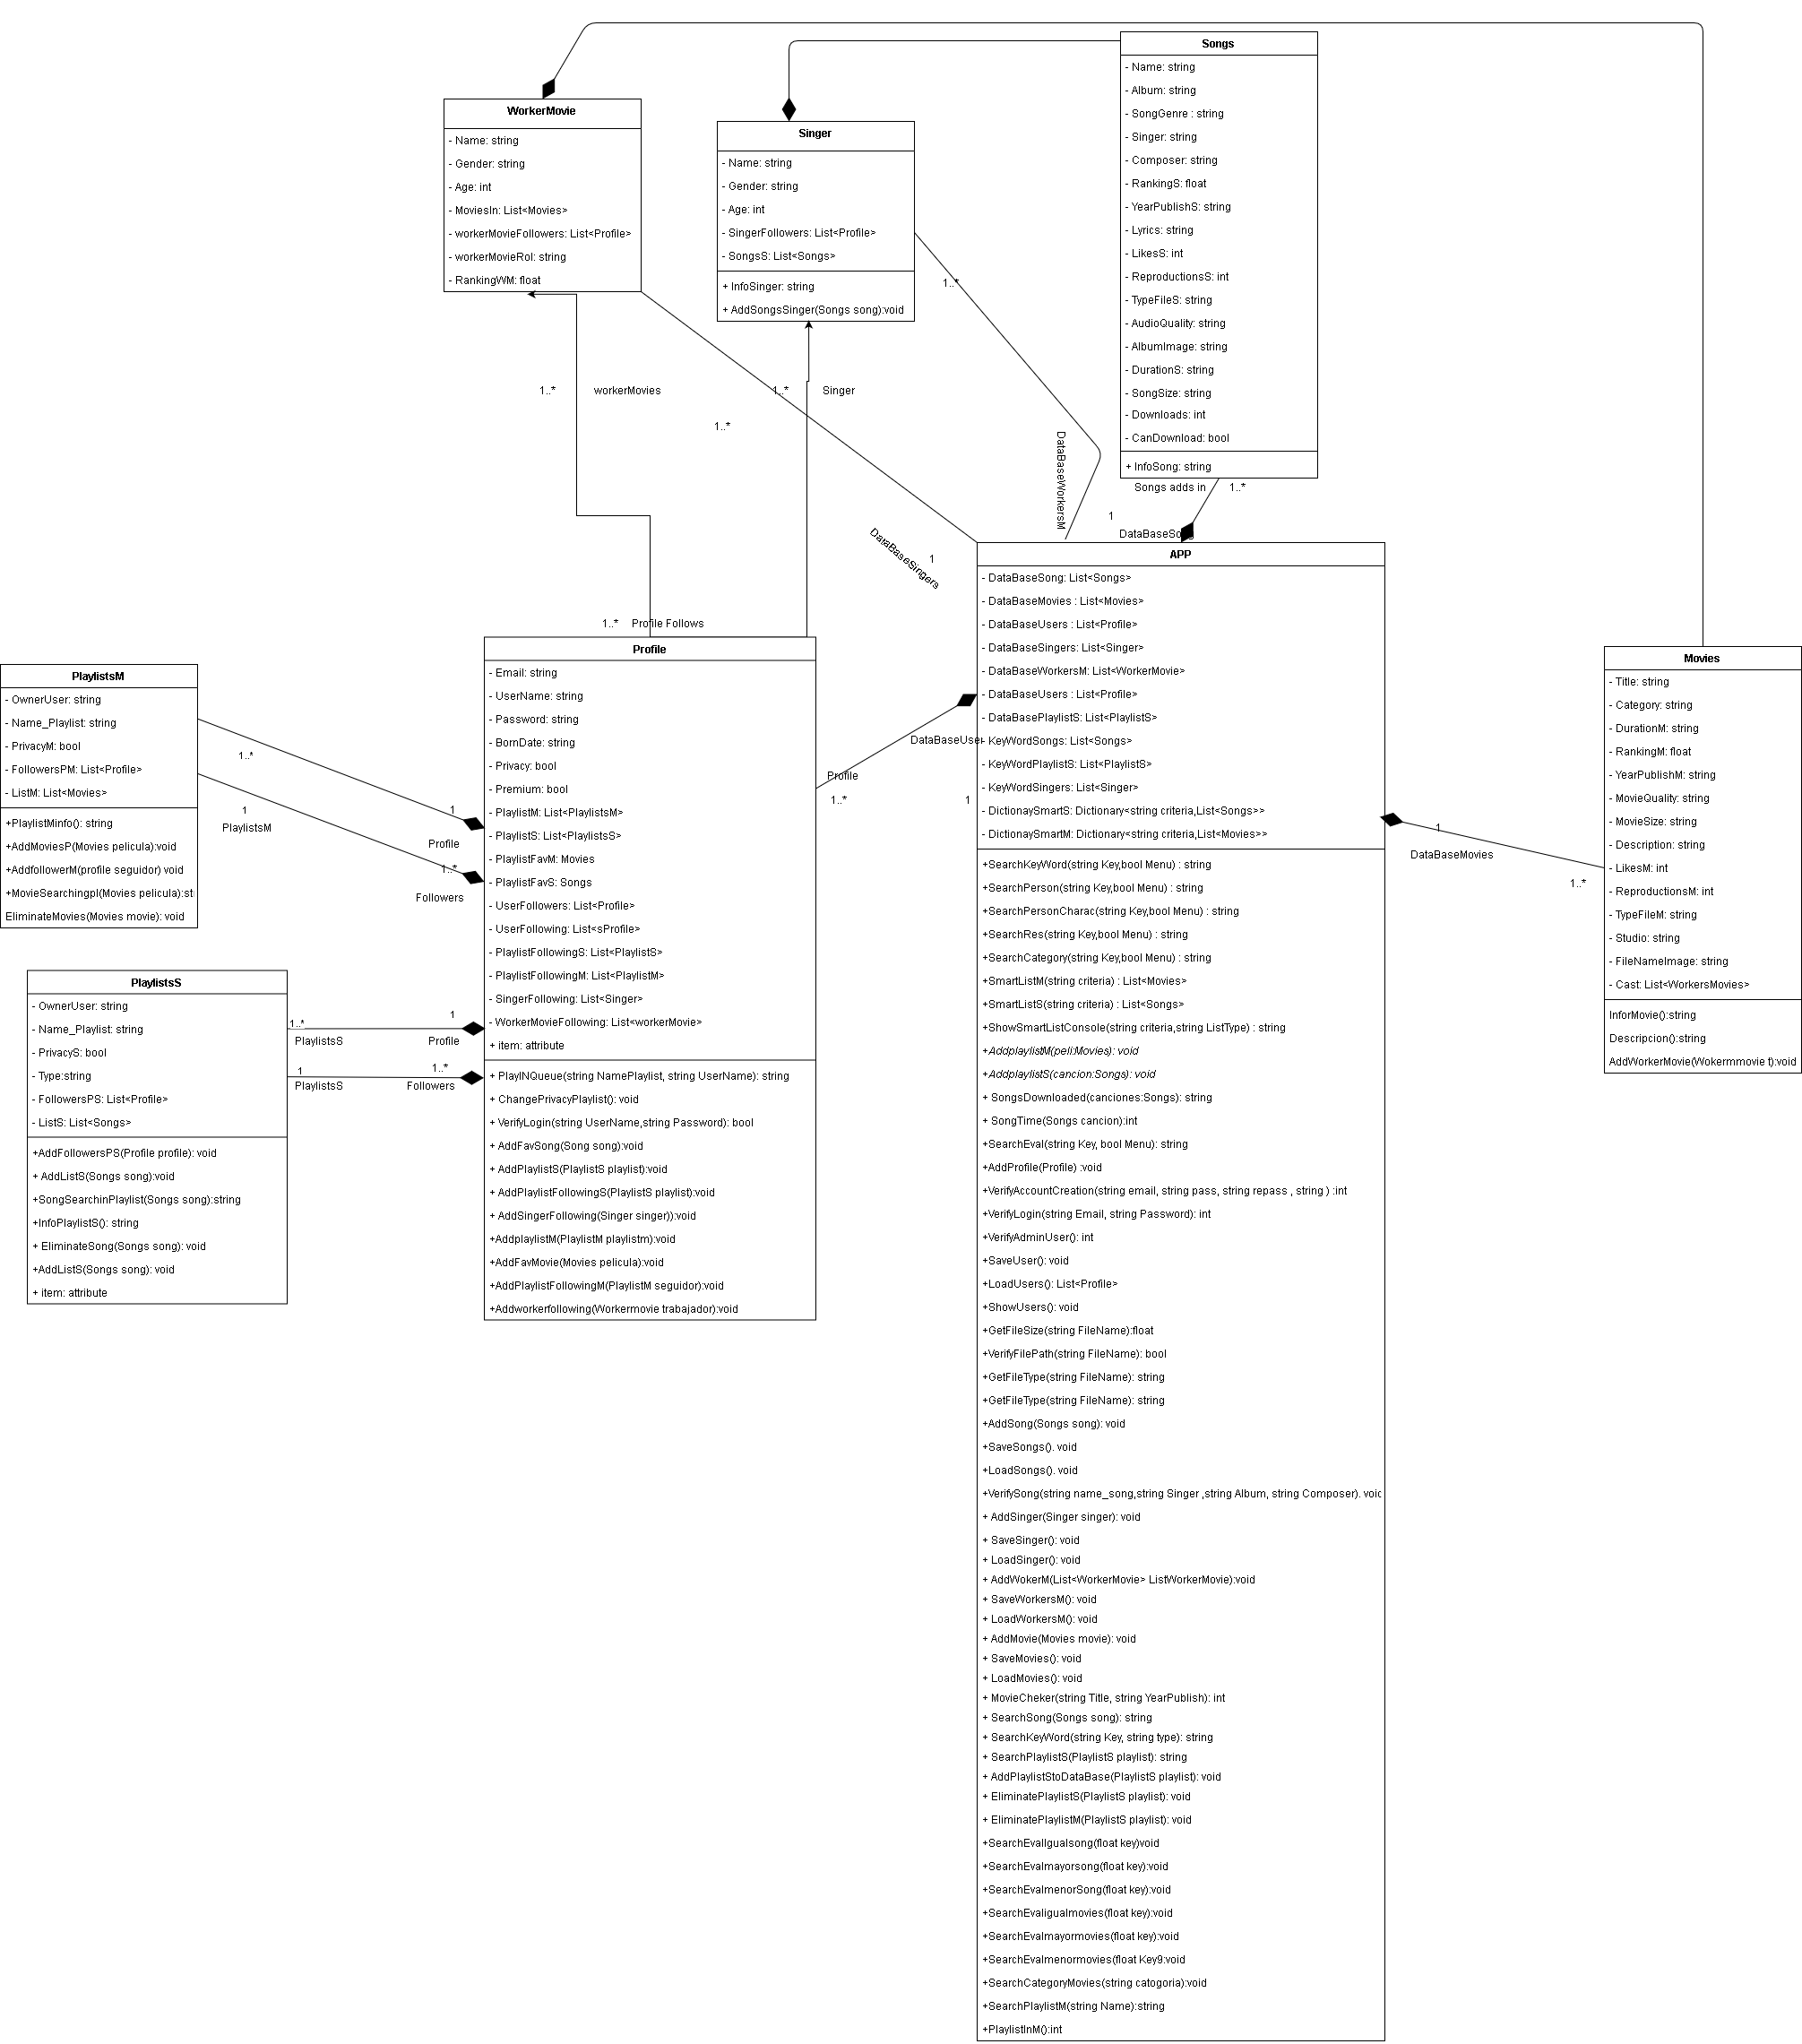 WorkerMovie
- Name: string
- Gender: string
- Age: int
- MoviesIn: List<Movies>
- workerMovieFollowers: List<Profile>
- workerMovieRol: string
- RankingWM: float
Singer
- Name: string
- Gender: string
- Age: int
- SingerFollowers: List<Profile>
- SongsS: List<Songs>
+ InfoSinger: string
+ AddSongsSinger(Songs song):void
Songs
- Name: string
- Album: string
- SongGenre : string
- Singer: string
- Composer: string
- RankingS: float
- YearPublishS: string
- Lyrics: string
- LikesS: int
- ReproductionsS: int
- TypeFileS: string
- AudioQuality: string
- AlbumImage: string
- DurationS: string
- SongSize: string
- Downloads: int
- CanDownload: bool
+ InfoSong: string
1..*
1..*
workerMovies
1..*
Singer
1..*
DataBaseWorkersM
Songs adds in
1..*
1
DataBaseSong
DataBaseSingers
1
1..*
Profile Follows
PlaylistsM
- OwnerUser: string
- Name_Playlist: string
- PrivacyM: bool
- FollowersPM: List<Profile>
- ListM: List<Movies>
+PlaylistMinfo(): string
+AddMoviesP(Movies pelicula):void
+AddfollowerM(profile seguidor) void
+MovieSearchingpl(Movies pelicula):st
EliminateMovies(Movies movie): void
1..*
1
Profile
1
PlaylistsM
1..*
Followers
PlaylistsS
- OwnerUser: string
- Name_Playlist: string
- PrivacyS: bool
- Type:string
- FollowersPS: List<Profile>
- ListS: List<Songs>
+AddFollowersPS(Profile profile): void
+ AddListS(Songs song):void
+SongSearchinPlaylist(Songs song):string
+InfoPlaylistS(): string
+ EliminateSong(Songs song): void
+AddListS(Songs song): void
+ item: attribute
1..*
PlaylistsS
1
Profile
1
PlaylistsS
1..*
Followers
Profile
- Email: string
- UserName: string
- Password: string
- BornDate: string
- Privacy: bool
- Premium: bool
- PlaylistM: List<PlaylistsM>
- PlaylistS: List<PlaylistsS>
- PlaylistFavM: Movies
- PlaylistFavS: Songs
- UserFollowers: List<Profile>
- UserFollowing: List<sProfile>
- PlaylistFollowingS: List<PlaylistS>
- PlaylistFollowingM: List<PlaylistM>
- SingerFollowing: List<Singer>
- WorkerMovieFollowing: List<workerMovie>
+ item: attribute
+ PlayINQueue(string NamePlaylist, string UserName): string
+ ChangePrivacyPlaylist(): void
+ VerifyLogin(string UserName,string Password): bool
+ AddFavSong(Song song):void
+ AddPlaylistS(PlaylistS playlist):void
+ AddPlaylistFollowingS(PlaylistS playlist):void
+ AddSingerFollowing(Singer singer)):void
+AddplaylistM(PlaylistM playlistm):void
+AddFavMovie(Movies pelicula):void
+AddPlaylistFollowingM(PlaylistM seguidor):void
+Addworkerfollowing(Workermovie trabajador):void
DataBaseUser
Profile
1..*
1
APP
- DataBaseSong: List<Songs>
- DataBaseMovies : List<Movies>
- DataBaseUsers : List<Profile>
- DataBaseSingers: List<Singer>
- DataBaseWorkersM: List<WorkerMovie>
- DataBaseUsers : List<Profile>
- DataBasePlaylistS: List<PlaylistS>
- KeyWordSongs: List<Songs>
- KeyWordPlaylistS: List<PlaylistS>
- KeyWordSingers: List<Singer>
- DictionaySmartS: Dictionary<string criteria,List<Songs>>
- DictionaySmartM: Dictionary<string criteria,List<Movies>>
+SearchKeyWord(string Key,bool Menu) : string
+SearchPerson(string Key,bool Menu) : string
+SearchPersonCharac(string Key,bool Menu) : string
+SearchRes(string Key,bool Menu) : string
+SearchCategory(string Key,bool Menu) : string
+SmartListM(string criteria) : List<Movies>
+SmartListS(string criteria) : List<Songs>
+ShowSmartListConsole(string criteria,string ListType) : string
+AddplaylistM(peli:Movies): void
+AddplaylistS(cancion:Songs): void
+ SongsDownloaded(canciones:Songs): string
+ SongTime(Songs cancion):int
+SearchEval(string Key, bool Menu): string
+AddProfile(Profile) :void
+VerifyAccountCreation(string email, string pass, string repass , string ) :int
+VerifyLogin(string Email, string Password): int
+VerifyAdminUser(): int
+SaveUser(): void
+LoadUsers(): List<Profile>
+ShowUsers(): void
+GetFileSize(string FileName):float
+VerifyFilePath(string FileName): bool
+GetFileType(string FileName): string
+GetFileType(string FileName): string
+AddSong(Songs song): void
+SaveSongs(). void
+LoadSongs(). void
+VerifySong(string name_song,string Singer ,string Album, string Composer). void
+ AddSinger(Singer singer): void
+ SaveSinger(): void
+ LoadSinger(): void
+ AddWokerM(List<WorkerMovie> ListWorkerMovie):void
+ SaveWorkersM(): void
+ LoadWorkersM(): void
+ AddMovie(Movies movie): void
+ SaveMovies(): void
+ LoadMovies(): void
+ MovieCheker(string Title, string YearPublish): int
+ SearchSong(Songs song): string
+ SearchKeyWord(string Key, string type): string
+ SearchPlaylistS(PlaylistS playlist): string
+ AddPlaylistStoDataBase(PlaylistS playlist): void
+ EliminatePlaylistS(PlaylistS playlist): void
+ EliminatePlaylistM(PlaylistS playlist): void
+SearchEvalIgualsong(float key)void
+SearchEvalmayorsong(float key):void
+SearchEvalmenorSong(float key):void
+SearchEvaligualmovies(float key):void
+SearchEvalmayormovies(float key):void
+SearchEvalmenormovies(float Key9:void
+SearchCategoryMovies(string catogoria):void
+SearchPlaylistM(string Name):string
+PlaylistInM():int
1
DataBaseMovies
1..*
Movies
- Title: string
- Category: string
- DurationM: string
- RankingM: float
- YearPublishM: string
- MovieQuality: string
- MovieSize: string
- Description: string
- LikesM: int
- ReproductionsM: int
- TypeFileM: string
- Studio: string
- FileNameImage: string
- Cast: List<WorkersMovies>
InforMovie():string
Descripcion():string
AddWorkerMovie(Wokermmovie t):void